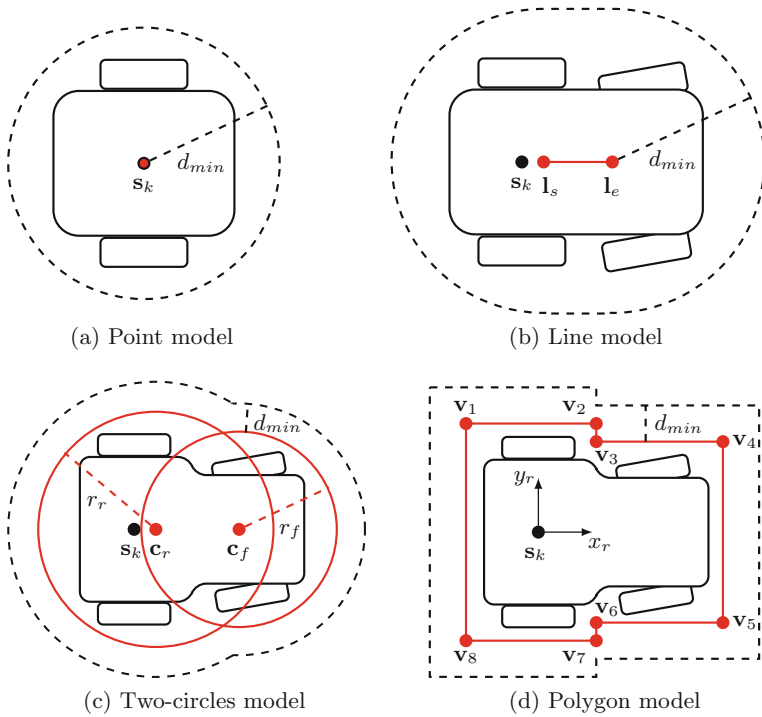 d_min
s_k
(a) Point model
d_min
s_k l_s l_e
(b) Line model
d_min
r_r
r_f
s_k c_r c_f
(c) Two-circles model
v_1 v_2
d_min
v_3 v_4
y_r
x_r
s_k
v_6
v_5
v_8 v_7
(d) Polygon model